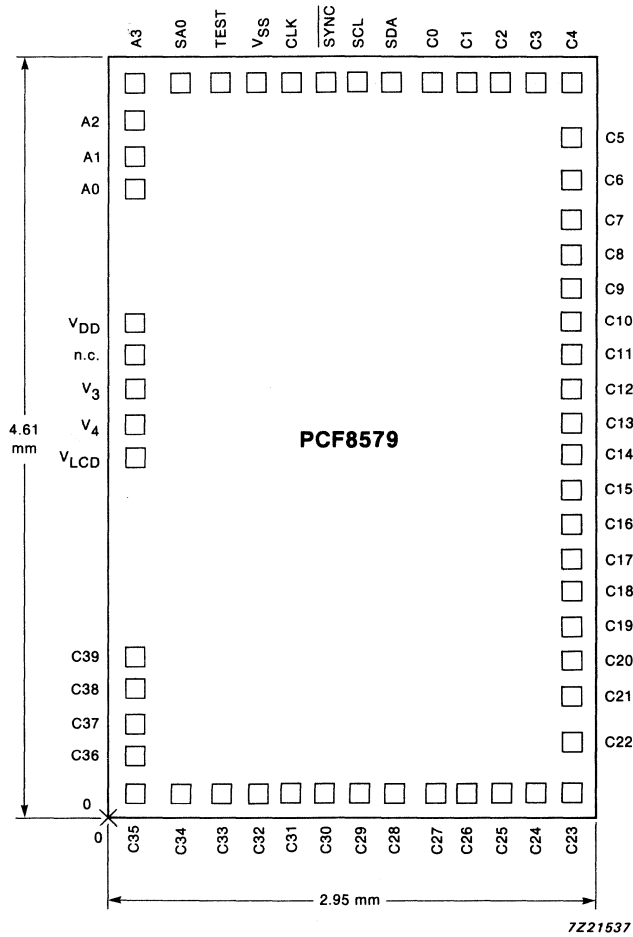 A3 SA0 TEST VSS CLK SYNC SCL SDA C0 C1 C2 C3 C4
A2
A1
A0
VDD
n.c.
V3
V4
VLCD
4.61
mm
C39
C38
C37
C36
0
0
PCF8579
C5
C6
C7
C8
C9
C10
C11
C12
C13
C14
C15
C16
C17
C18
C19
C20
C21
C22
C35 C34 C33 C32 C31 C30 C29 C28 C27 C26 C25 C24 C23
2.95 mm
7Z21537